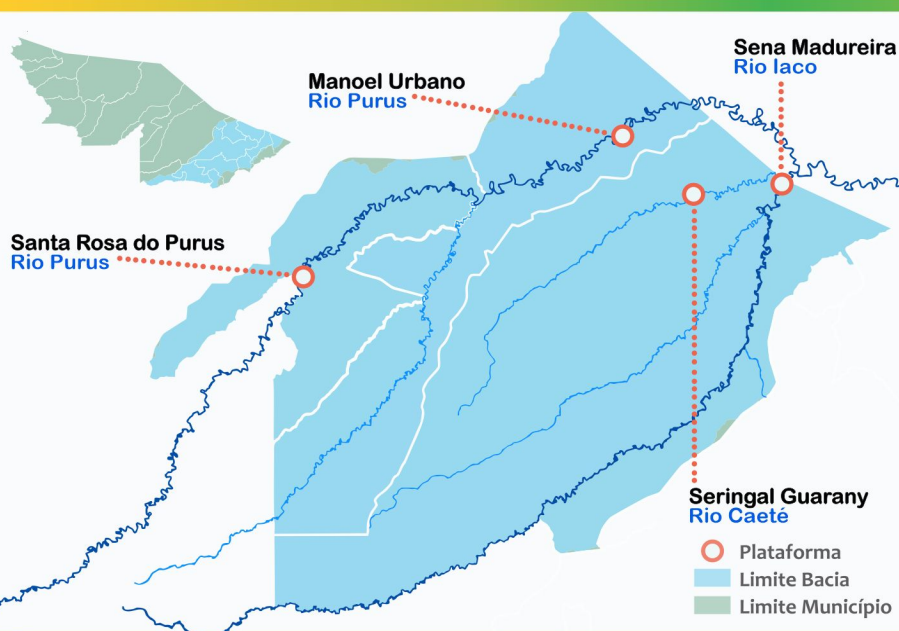 Sena Madureira
Rio Iaco
Manoel Urbano
Rio Purus
Santa Rosa do Purus
Rio Purus
Seringal Guarany
Rio Caeté
Plataforma
Limite Bacia
Limite Município